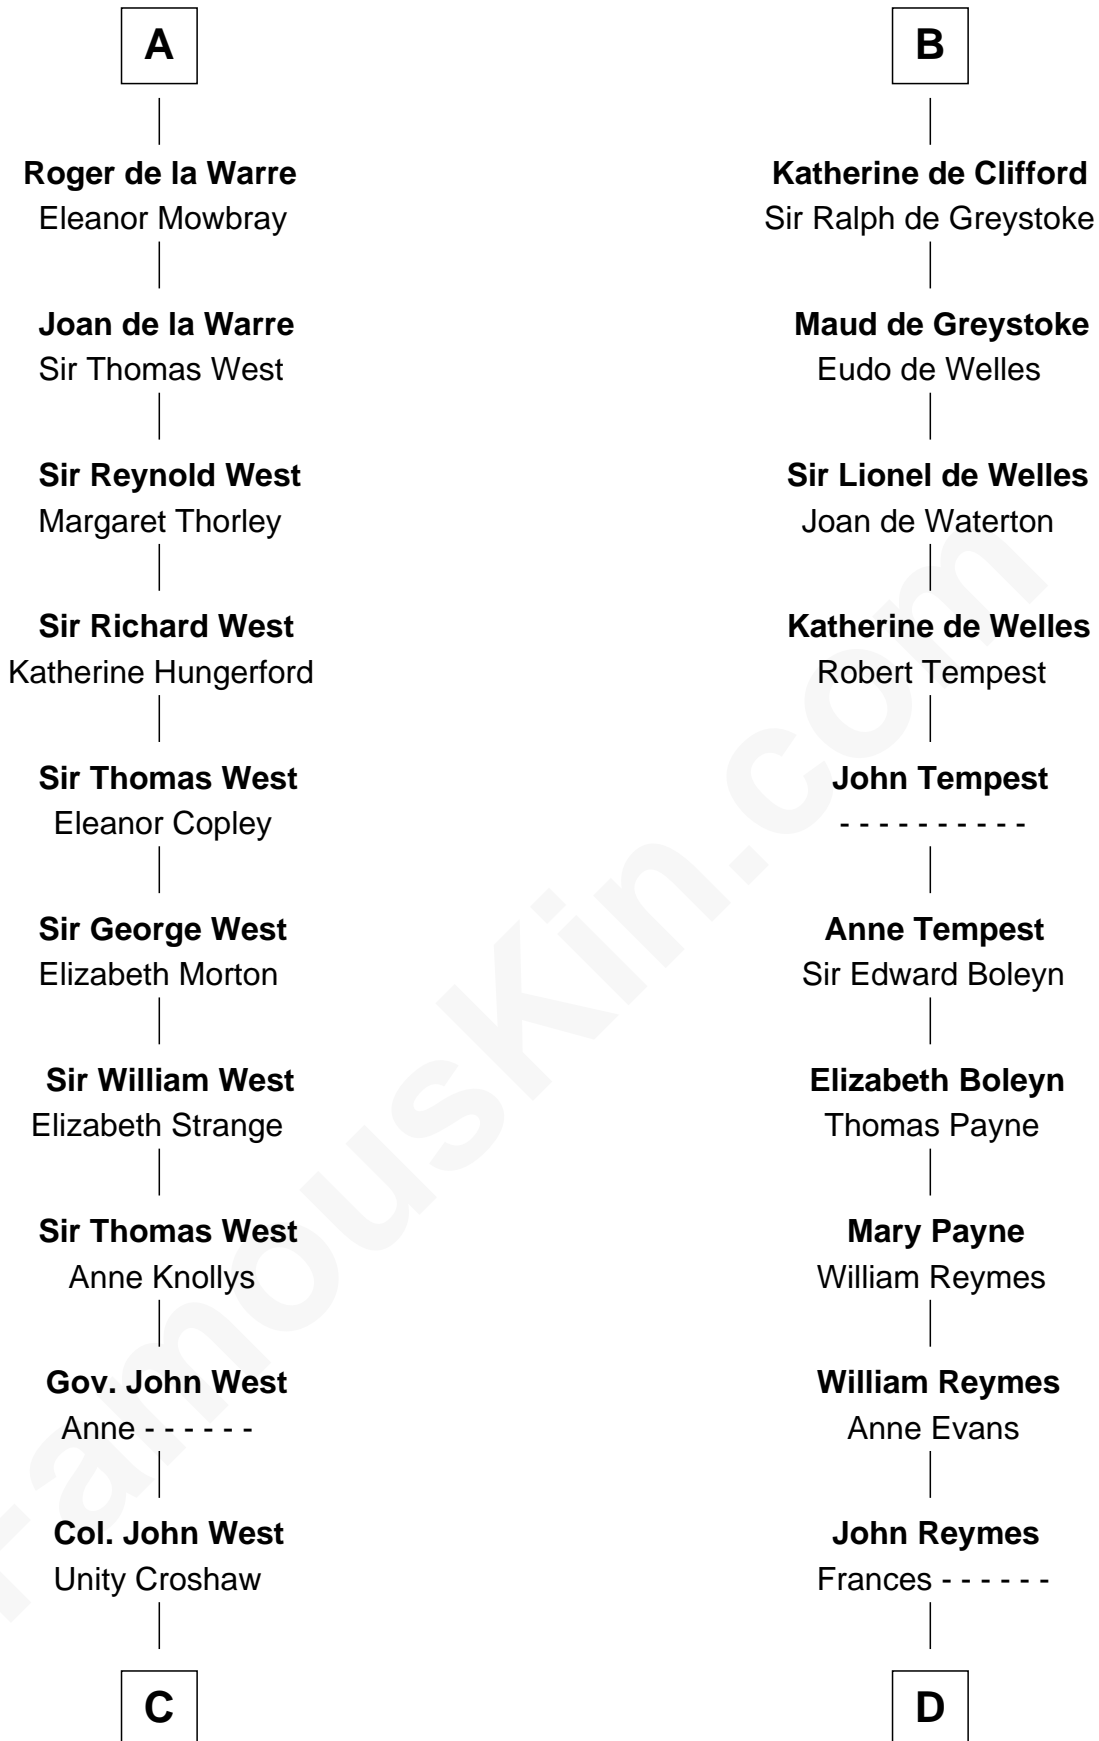 A
Roger de la Warre
Eleanor Mowbray
Joan de la Warre
Sir Thomas West
Sir Reynold West
Margaret Thorley
Sir Richard West
Katherine Hungerford
Sir Thomas West
Eleanor Copley
Sir George West
Elizabeth Morton
Sir William West
Elizabeth Strange
Sir Thomas West
Anne Knollys
Gov. John West
Anne - - - - - -
Col. John West
Unity Croshaw
C
B
Katherine de Clifford
Sir Ralph de Greystoke
Maud de Greystoke
Eudo de Welles
Sir Lionel de Welles
Joan de Waterton
Katherine de Welles
Robert Tempest
John Tempest
- - - - - - - - - -
Anne Tempest
Sir Edward Boleyn
Elizabeth Boleyn
Thomas Payne
Mary Payne
William Reymes
William Reymes
Anne Evans
John Reymes
Frances - - - - - -
D
FamousKin.com